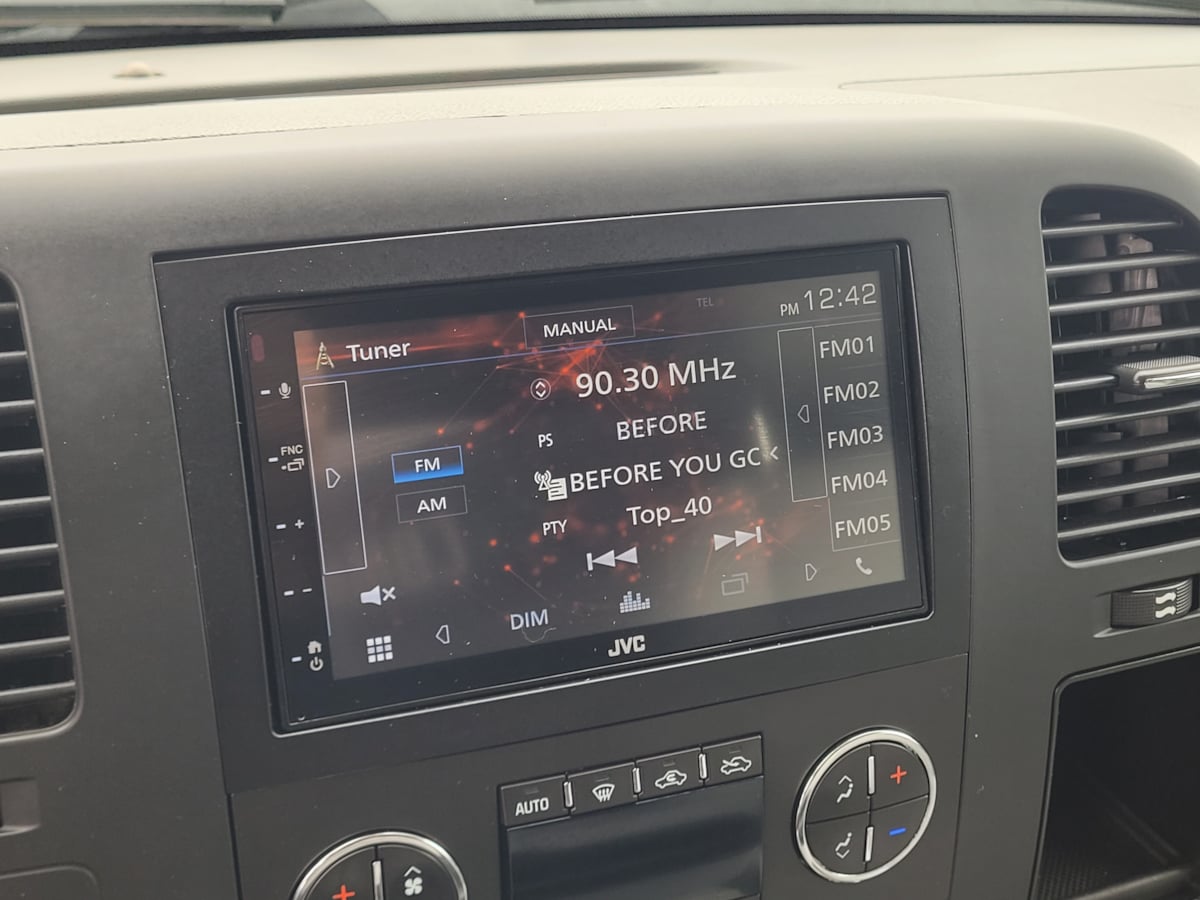 TEL
PM 12:42
Tuner
MANUAL
90.30 MHz
FM01
FM02
FM03
FM04
FM05
PS BEFORE
FM
BEFORE YOU GC
AM
PTY Top_40
FNC
+
-
DIM
JVC
AUTO
+
-
+